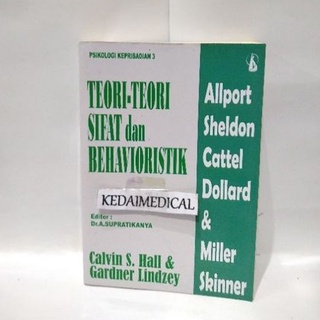 PSIKOLOGI KEPRIBADIAN 3
TEORI-TEORI
SIFAT dan
BEHAVIORISTIK
KEDAIMEDICAL
Editor :
Dr.A.SUPRATIKANYA
Calvin S. Hall &
Gardner Lindzey
Allport
Sheldon
Cattel
Dollard
&
Miller
Skinner